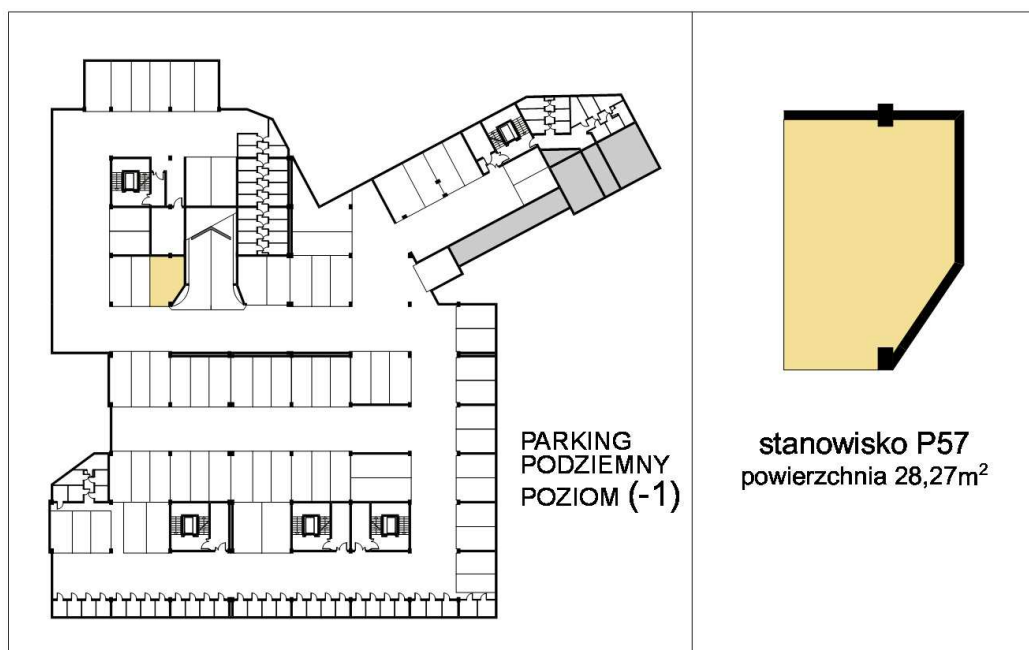 PARKING
PODZIEMNY
POZIOM (-1)
stanowisko P57
powierzchnia 28,27m²